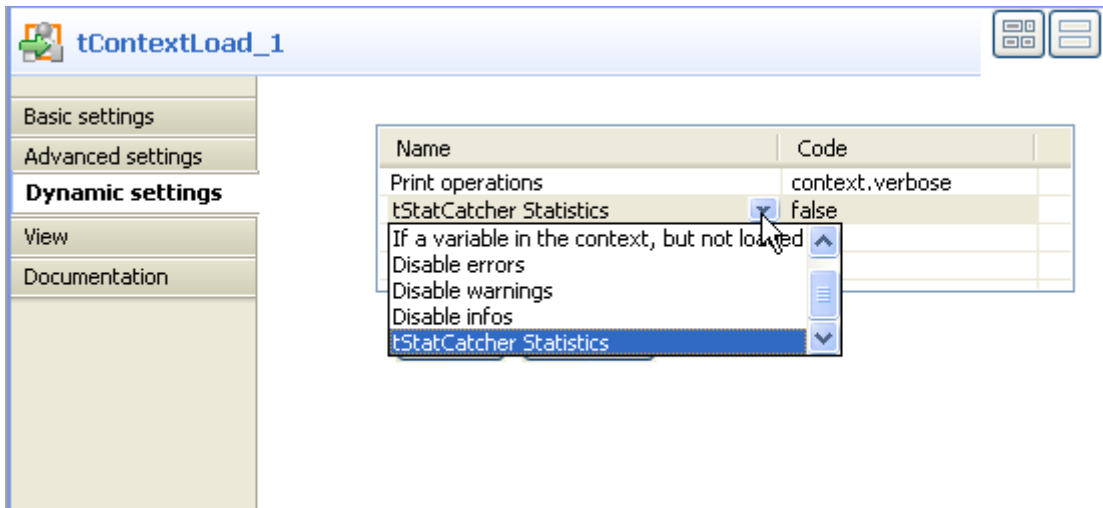 tContextLoad_1
Basic settings
Advanced settings
Dynamic settings
View
Documentation
Name Code
Print operations context.verbose
tStatCatcher Statistics false
If a variable in the context, but not loaded
Disable errors
Disable warnings
Disable infos
tStatCatcher Statistics